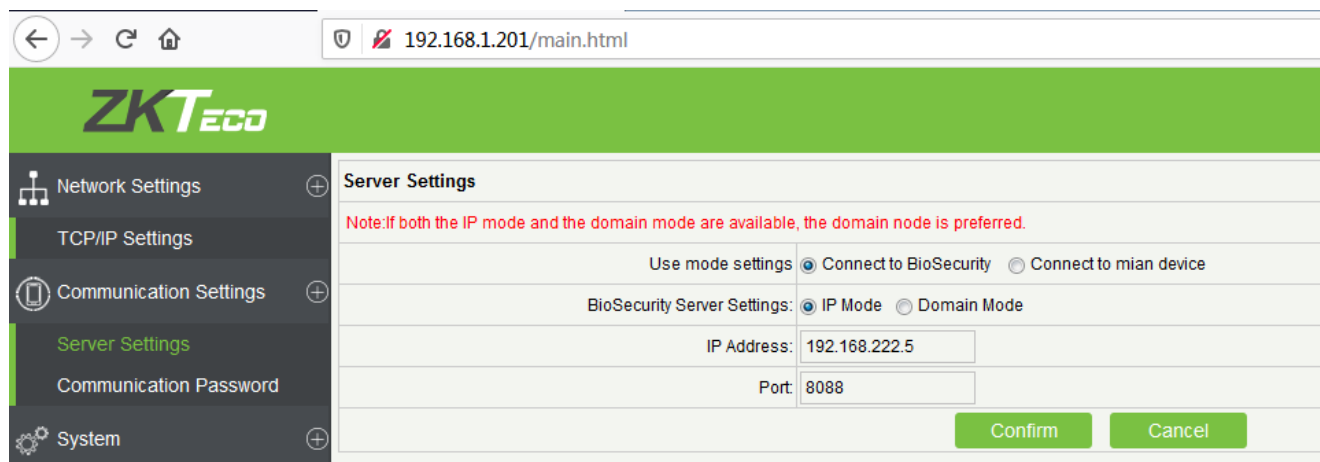 192.168.1.201/main.html
ZKTECO
Network Settings
TCP/IP Settings
Communication Settings
Server Settings
Communication Password
System
Server Settings
Note:If both the IP mode and the domain mode are available, the domain node is preferred.
Use mode settings Connect to BioSecurity Connect to mian device
BioSecurity Server Settings: IP Mode Domain Mode
IP Address: 192.168.222.5
Port: 8088
Confirm Cancel